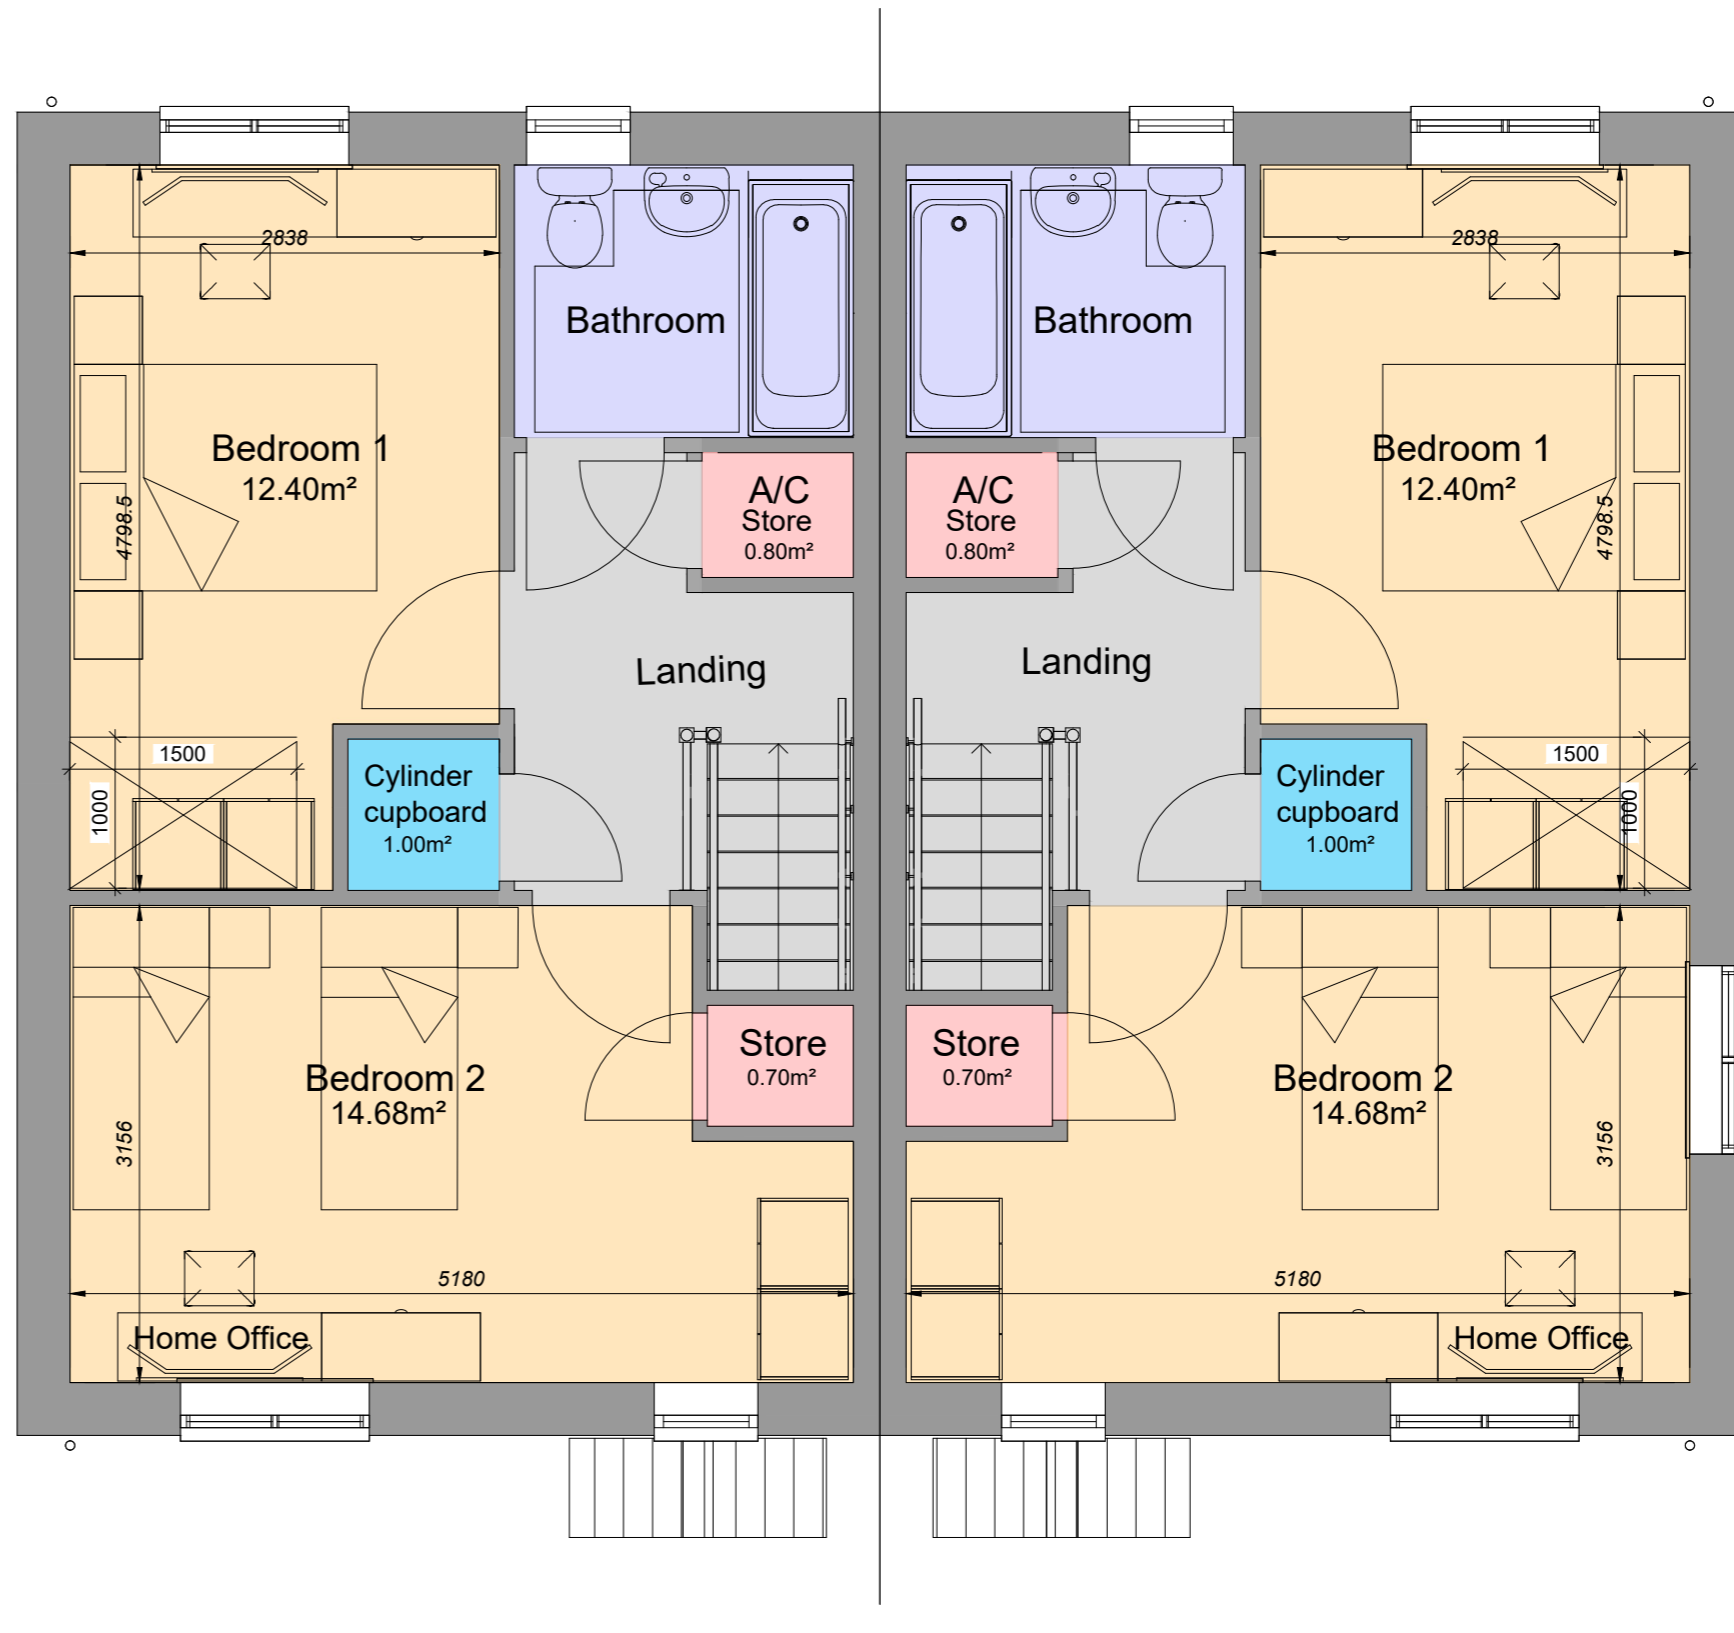 2838
2838
Bathroom
Bathroom
Bedroom 1
12.40m²
4798.5
Bedroom 1
12.40m²
4798.5
A/C
Store
0.80m²
A/C
Store
0.80m²
Landing
Landing
1500
1000
Cylinder
cupboard
1.00m²
Cylinder
cupboard
1.00m²
1500
1000
Store
0.70m²
Store
0.70m²
Bedroom 2
14.68m²
3156
Bedroom 2
14.68m²
3156
5180
5180
Home Office
Home Office